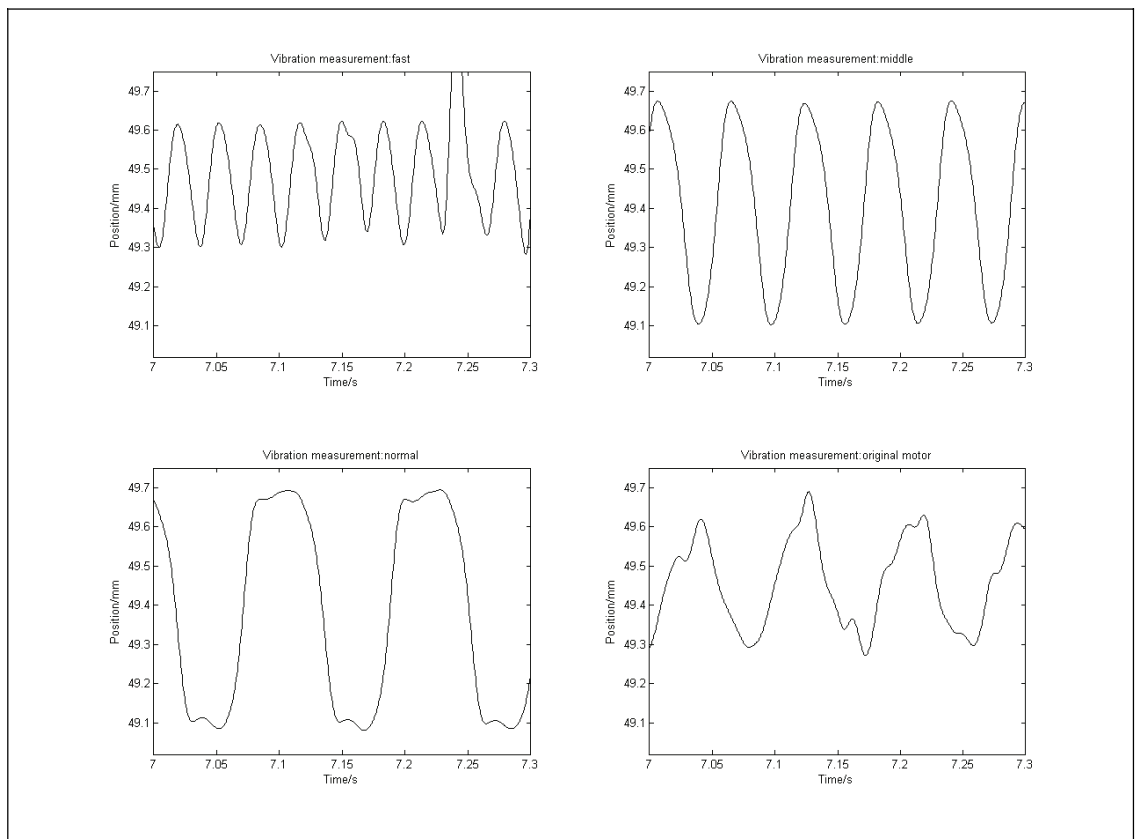 Vibration measurement:fast
49.7
49.6
49.5
49.4
49.3
49.2
49.1
Position/mm
7 7.05 7.1 7.15 7.2 7.25 7.3
Time/s
Vibration measurement:middle
49.7
49.6
49.5
49.4
49.3
49.2
49.1
Position/mm
7 7.05 7.1 7.15 7.2 7.25 7.3
Time/s
Vibration measurement:normal
49.7
49.6
49.5
49.4
49.3
49.2
49.1
Position/mm
7 7.05 7.1 7.15 7.2 7.25 7.3
Time/s
Vibration measurement:original motor
49.7
49.6
49.5
49.4
49.3
49.2
49.1
Position/mm
7 7.05 7.1 7.15 7.2 7.25 7.3
Time/s